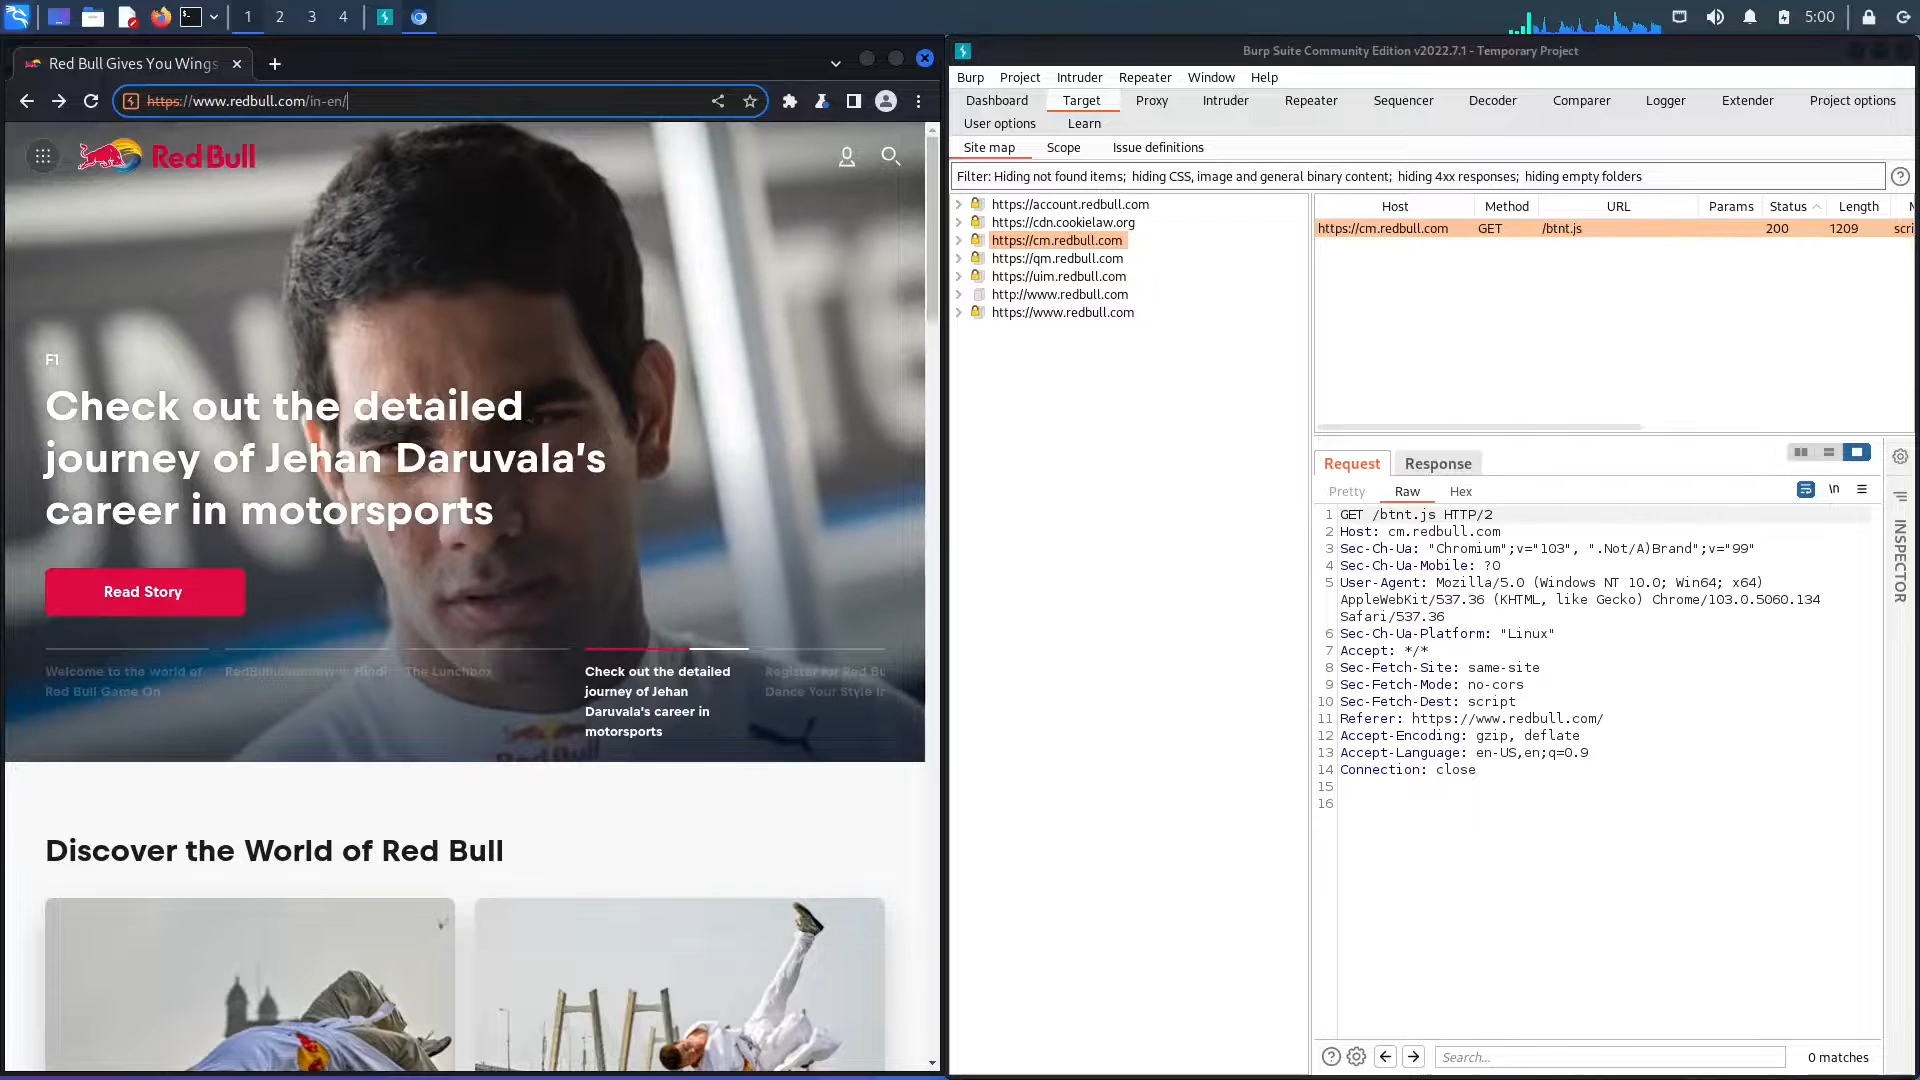 1 2 3 4
5:00
Red Bull Gives You Wings
https://www.redbull.com/in-en/
Red Bull
F1
Check out the detailed
journey of Jehan Daruvala's
career in motorsports
Read Story
Welcome to the world of
Red Bull Game On
Hindi
The Lunchbox
Check out the detailed
journey of Jehan
Daruvala's career in
motorsports
Register for Red Bu
Dance Your Style In
Discover the World of Red Bull
Burp Suite Community Edition v2022.7.1 - Temporary Project
Burp Project Intruder Repeater Window Help
Dashboard Target Proxy Intruder Repeater Sequencer Decoder Comparer Logger Extender Project options
User options Learn
Site map Scope Issue definitions
Filter: Hiding not found items; hiding CSS, image and general binary content; hiding 4xx responses; hiding empty folders
https://account.redbull.com
https://cdn.cookielaw.org
https://cm.redbull.com
https://qm.redbull.com
https://uim.redbull.com
http://www.redbull.com
https://www.redbull.com
Host Method URL Params Status Length M
https://cm.redbull.com GET /btnt.js 200 1209 scri
Request Response
Pretty Raw Hex
\n
1 GET /btnt.js HTTP/2
2 Host: cm.redbull.com
3 Sec-Ch-Ua: "Chromium";v="103", ".Not/A)Brand";v="99"
4 Sec-Ch-Ua-Mobile: ?0
5 User-Agent: Mozilla/5.0 (Windows NT 10.0; Win64; x64)
AppleWebKit/537.36 (KHTML, like Gecko) Chrome/103.0.5060.134
Safari/537.36
6 Sec-Ch-Ua-Platform: "Linux"
7 Accept: */*
8 Sec-Fetch-Site: same-site
9 Sec-Fetch-Mode: no-cors
10 Sec-Fetch-Dest: script
11 Referer: https://www.redbull.com/
12 Accept-Encoding: gzip, deflate
13 Accept-Language: en-US,en;q=0.9
14 Connection: close
15
16
INSPECTOR
Search...
0 matches